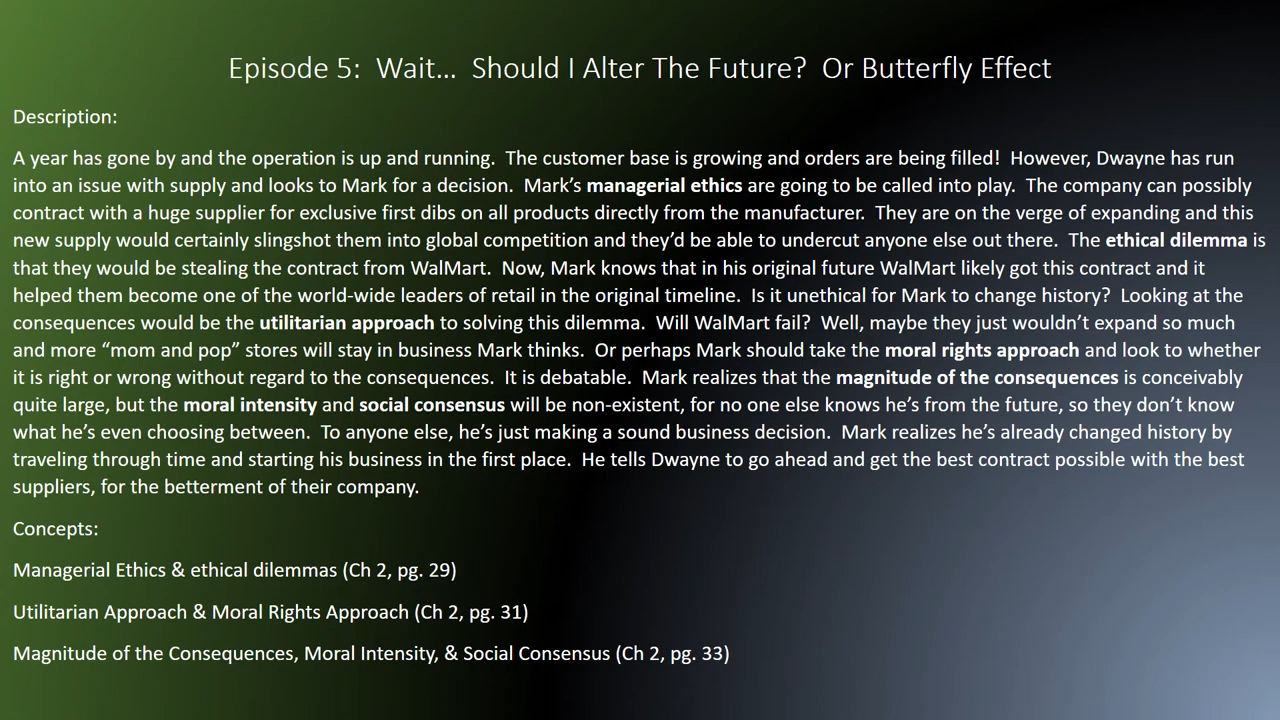 Episode 5:  Wait…  Should I Alter The Future?  Or Butterfly Effect
Description:
A year has gone by and the operation is up and running.  The customer base is growing and orders are being filled!  However, Dwayne has run
into an issue with supply and looks to Mark for a decision.  Mark’s managerial ethics are going to be called into play.  The company can possibly
contract with a huge supplier for exclusive first dibs on all products directly from the manufacturer.  They are on the verge of expanding and this
new supply would certainly slingshot them into global competition and they’d be able to undercut anyone else out there.  The ethical dilemma is
that they would be stealing the contract from WalMart.  Now, Mark knows that in his original future WalMart likely got this contract and it
helped them become one of the world-wide leaders of retail in the original timeline.  Is it unethical for Mark to change history?  Looking at the
consequences would be the utilitarian approach to solving this dilemma.  Will WalMart fail?  Well, maybe they just wouldn’t expand so much
and more “mom and pop” stores will stay in business Mark thinks.  Or perhaps Mark should take the moral rights approach and look to whether
it is right or wrong without regard to the consequences.  It is debatable.  Mark realizes that the magnitude of the consequences is conceivably
quite large, but the moral intensity and social consensus will be non-existent, for no one else knows he’s from the future, so they don’t know
what he’s even choosing between.  To anyone else, he’s just making a sound business decision.  Mark realizes he’s already changed history by
traveling through time and starting his business in the first place.  He tells Dwayne to go ahead and get the best contract possible with the best
suppliers, for the betterment of their company.
Concepts:
Managerial Ethics & ethical dilemmas (Ch 2, pg. 29)
Utilitarian Approach & Moral Rights Approach (Ch 2, pg. 31)
Magnitude of the Consequences, Moral Intensity, & Social Consensus (Ch 2, pg. 33)